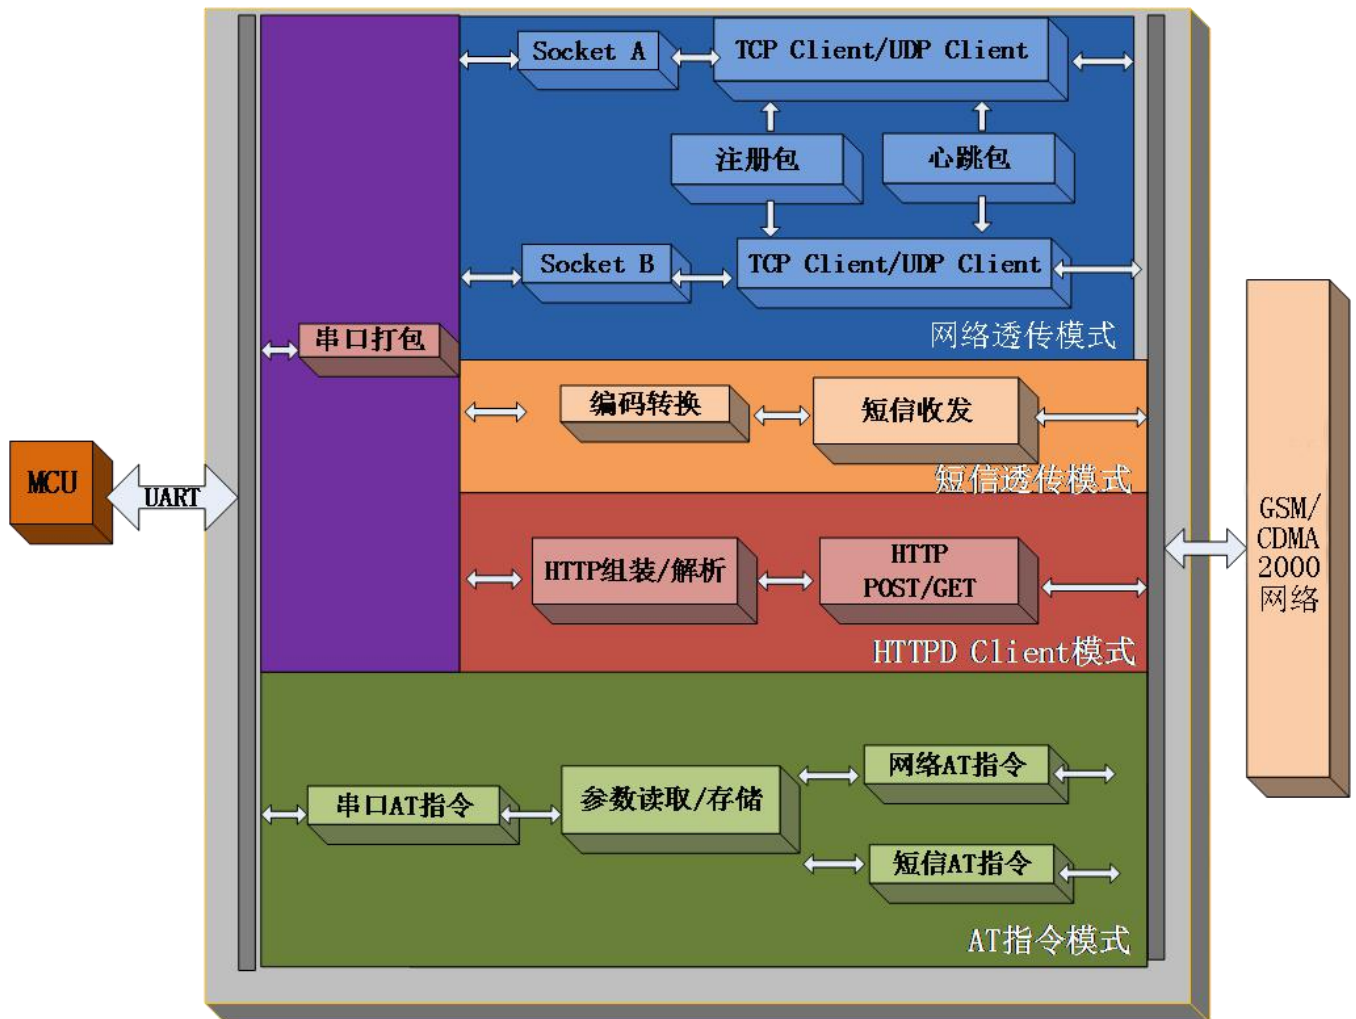 Socket A
TCP Client/UDP Client
注册包
心跳包
Socket B
TCP Client/UDP Client
网络透传模式
串口打包
编码转换
短信收发
短信透传模式
MCU
UART
HTTP组装/解析
HTTP
POST/GET
HTTPD Client模式
GSM/
CDMA
2000
网络
串口AT指令
参数读取/存储
网络AT指令
短信AT指令
AT指令模式